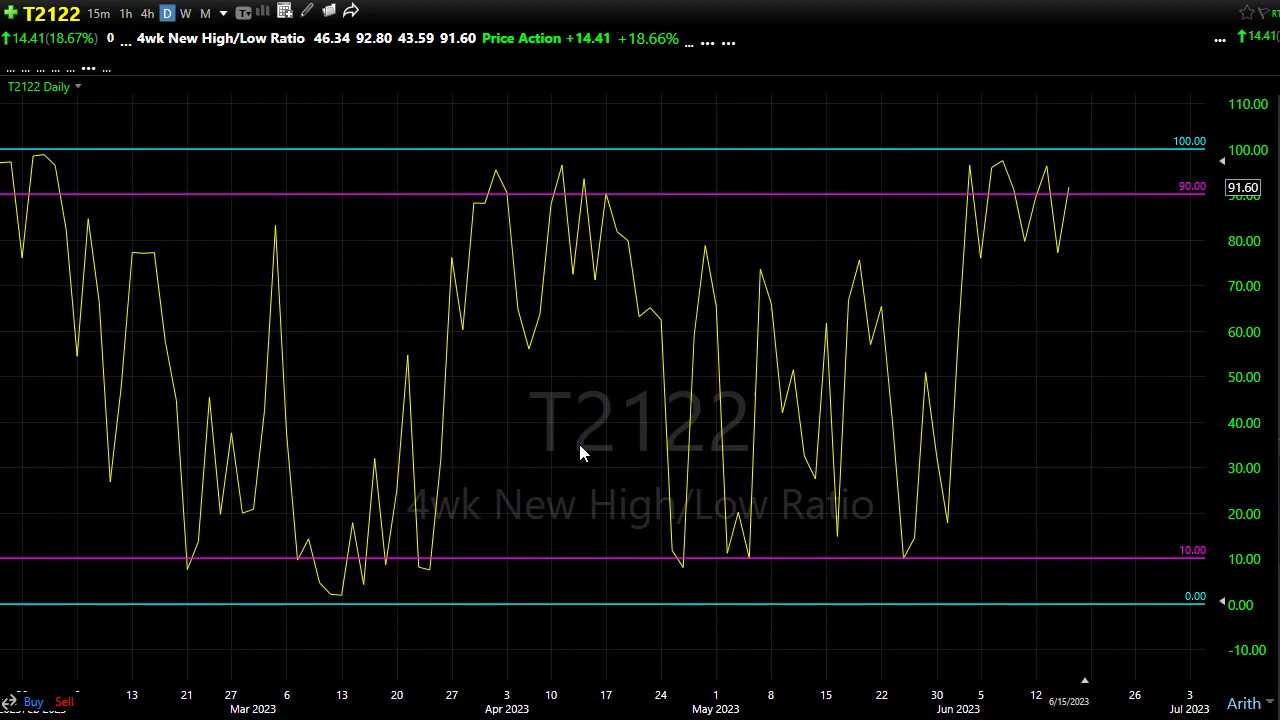 T2122 15m 1h 4h D W M T
14.41(18.67%) 0 ... 4wk New High/Low Ratio 46.34 92.80 43.59 91.60 Price Action +14.41 +18.66% ... ... ... ... 14.41(
... ... ... ... ... ... ...
T2122 Daily
110.00
100.00 100.00
90.00 91.60
80.00
70.00
60.00
50.00
T2122
40.00
30.00
4wk New High/Low Ratio
20.00
10.00 10.00
0.00 0.00
-10.00
13 21 27 6 13 20 27 3 10 17 24 1 8 15 22 30 5 12 26 3
Buy Sell 6/15/2023 Arith
Mar 2023 Apr 2023 May 2023 Jun 2023 Jul 2023